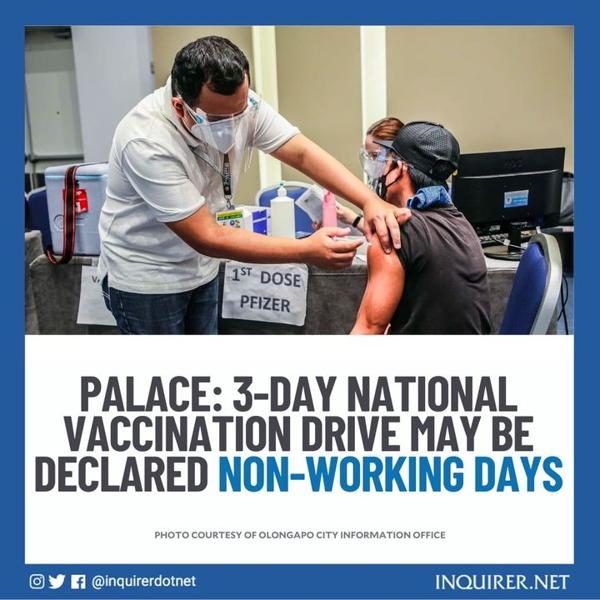 1ST DOSE
PFIZER
PALACE: 3-DAY NATIONAL
VACCINATION DRIVE MAY BE
DECLARED NON-WORKING DAYS
PHOTO COURTESY OF OLONGAPO CITY INFORMATION OFFICE
@inquirerdotnet
INQUIRER.NET